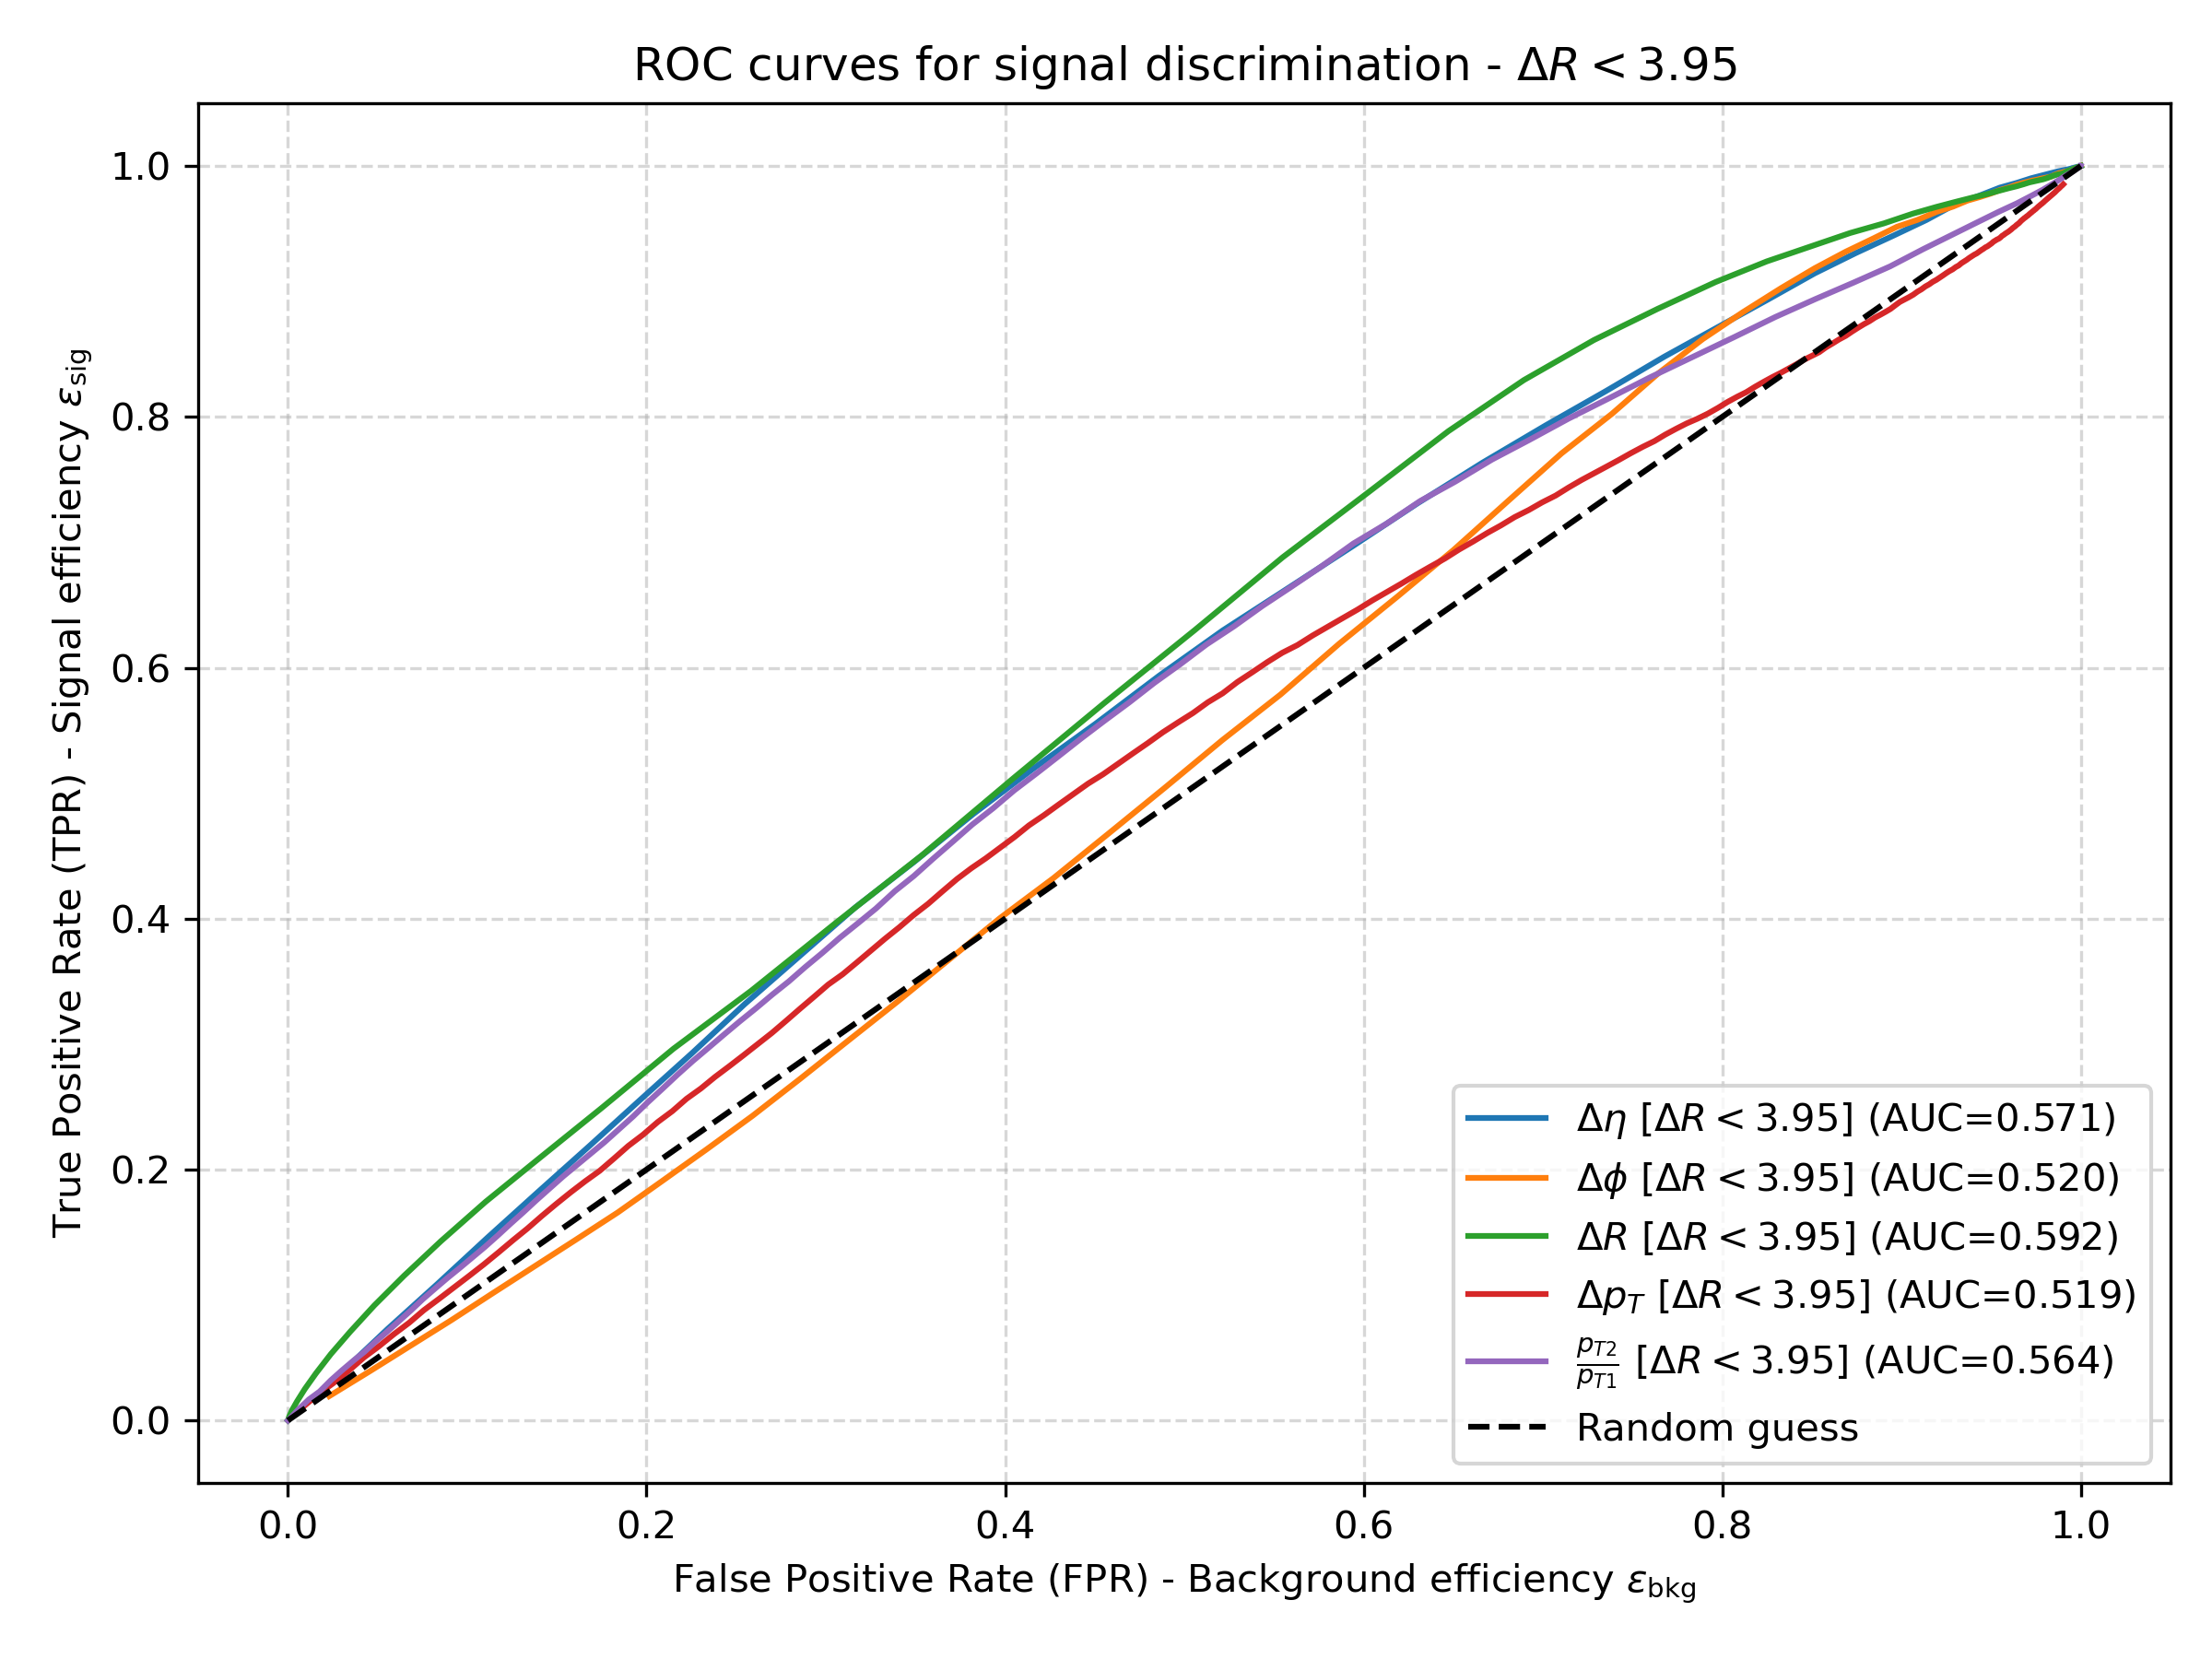 ROC curves for signal discrimination - ΔR < 3.95
True Positive Rate (TPR) - Signal efficiency ε_sig
1.0
0.8
0.6
0.4
0.2
0.0
Δη [ΔR < 3.95] (AUC=0.571)
Δϕ [ΔR < 3.95] (AUC=0.520)
ΔR [ΔR < 3.95] (AUC=0.592)
Δp_T [ΔR < 3.95] (AUC=0.519)
p_T2/p_T1 [ΔR < 3.95] (AUC=0.564)
Random guess
0.0 0.2 0.4 0.6 0.8 1.0
False Positive Rate (FPR) - Background efficiency ε_bkg